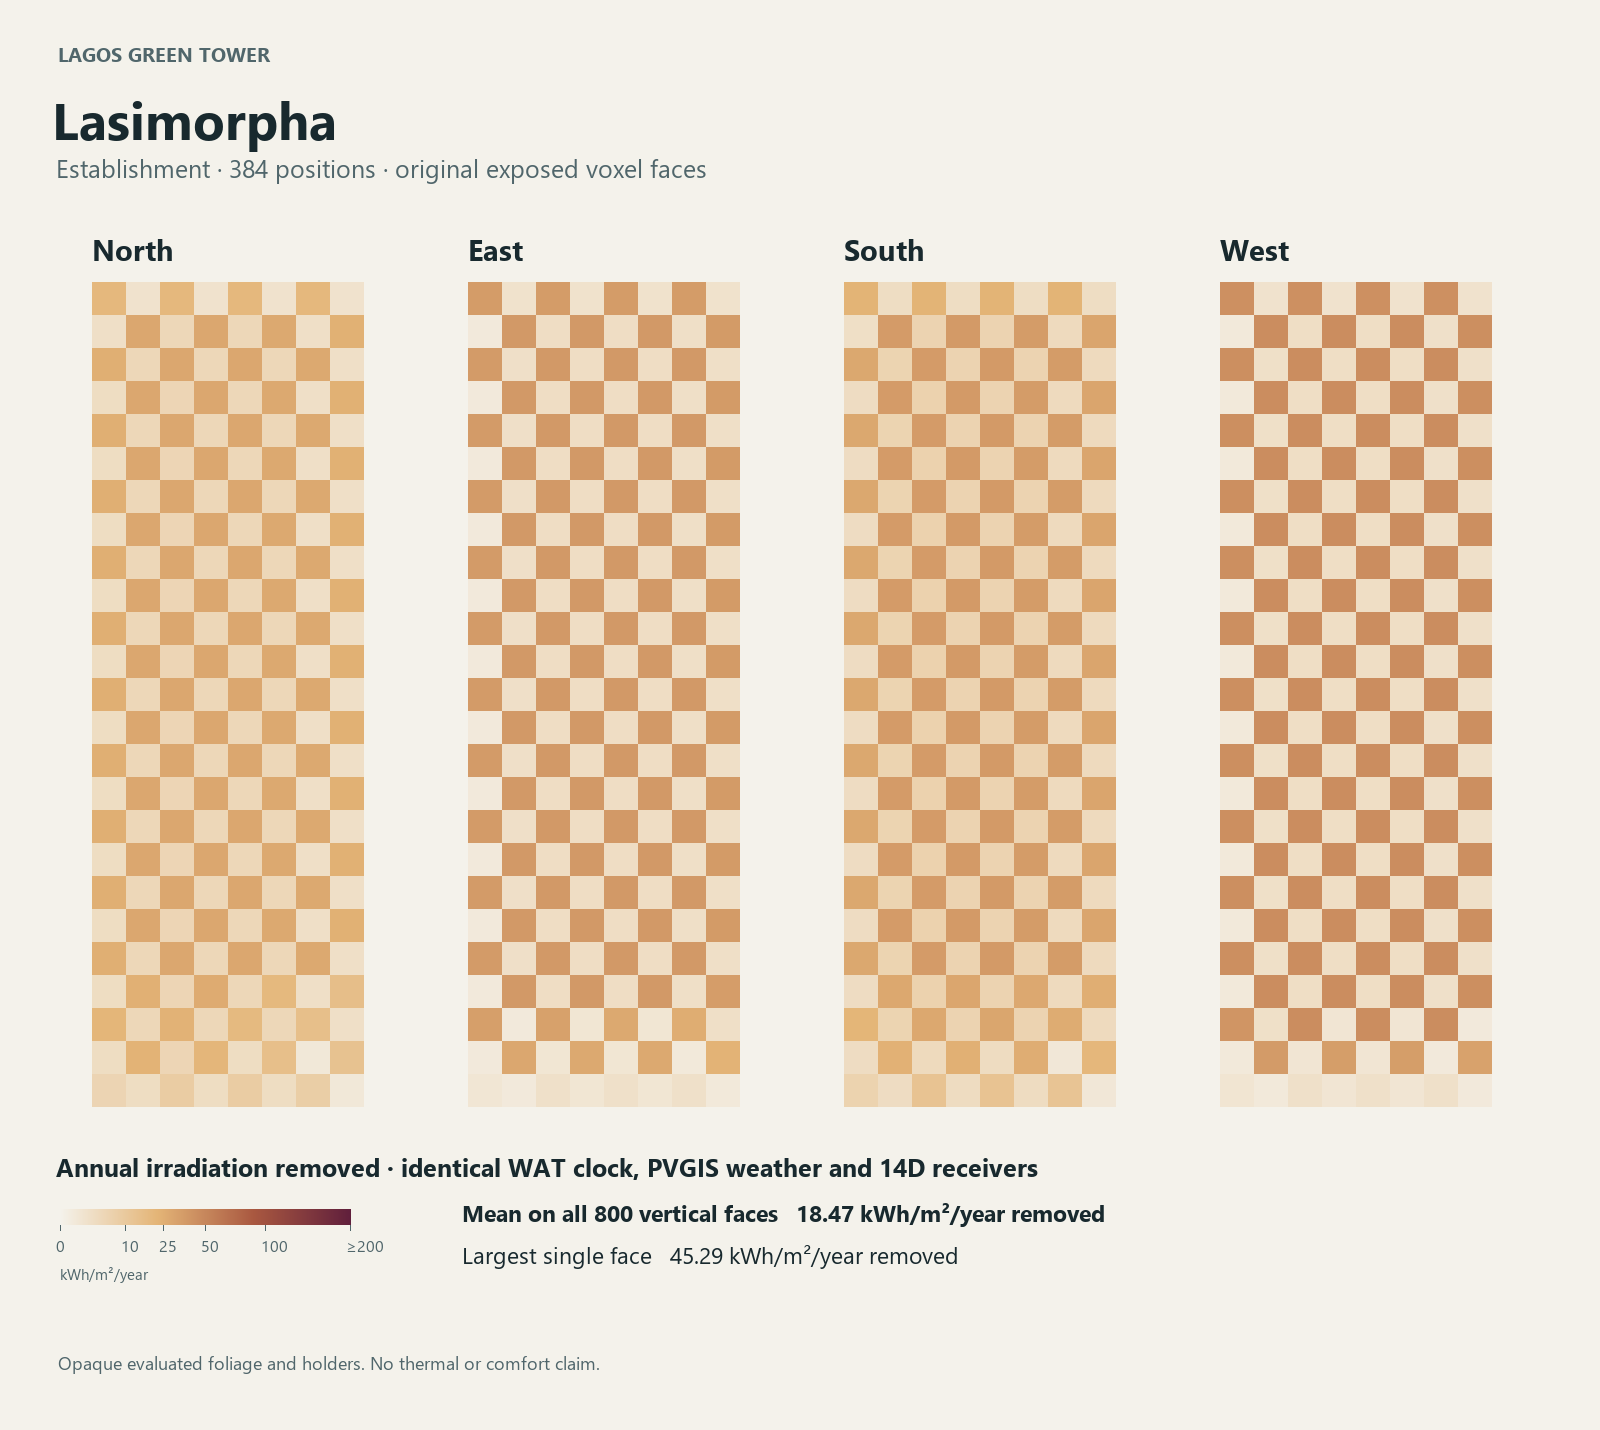 LAGOS GREEN TOWER
Lasimorpha
Establishment · 384 positions · original exposed voxel faces
North East South West
Annual irradiation removed · identical WAT clock, PVGIS weather and 14D receivers
Mean on all 800 vertical faces 18.47 kWh/m²/year removed
0 10 25 50 100 ≥200
Largest single face 45.29 kWh/m²/year removed
kWh/m²/year
Opaque evaluated foliage and holders. No thermal or comfort claim.